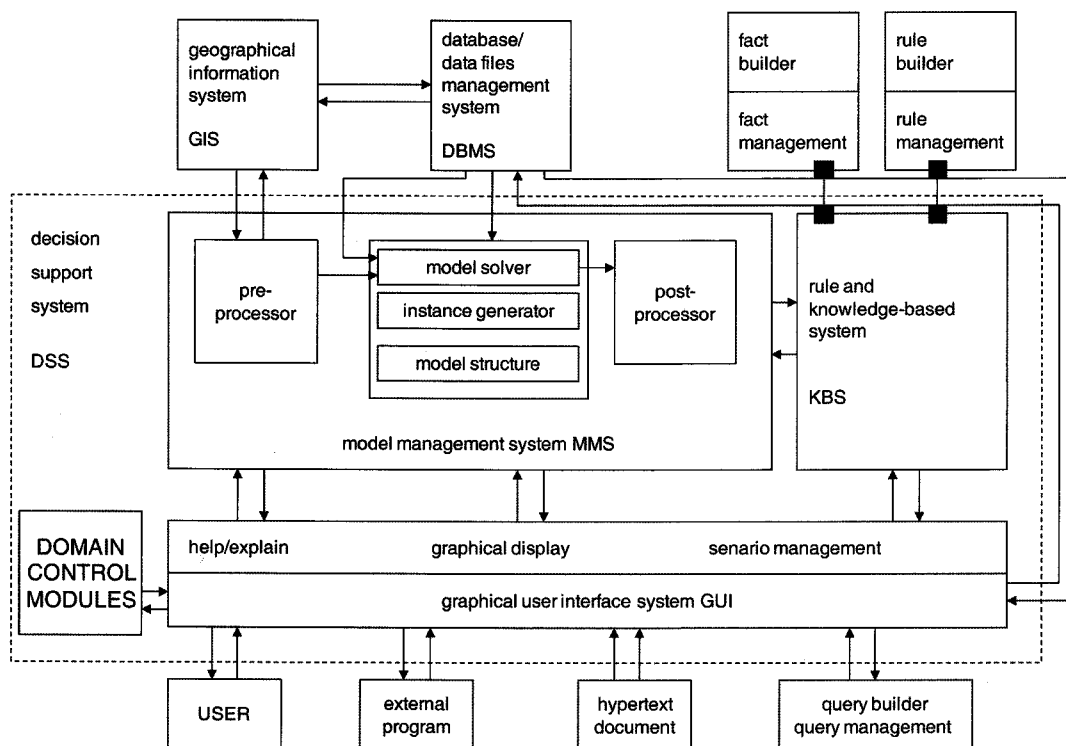 geographical
information
system
GIS
database/
data files
management
system
DBMS
fact
builder
fact
management
rule
builder
rule
management
decision
support
system
DSS
pre-
processor
model solver
instance generator
model structure
post-
processor
model management system MMS
rule and
knowledge-based
system
KBS
DOMAIN
CONTROL
MODULES
help/explain
graphical display
senario management
graphical user interface system GUI
USER
external
program
hypertext
document
query builder
query management